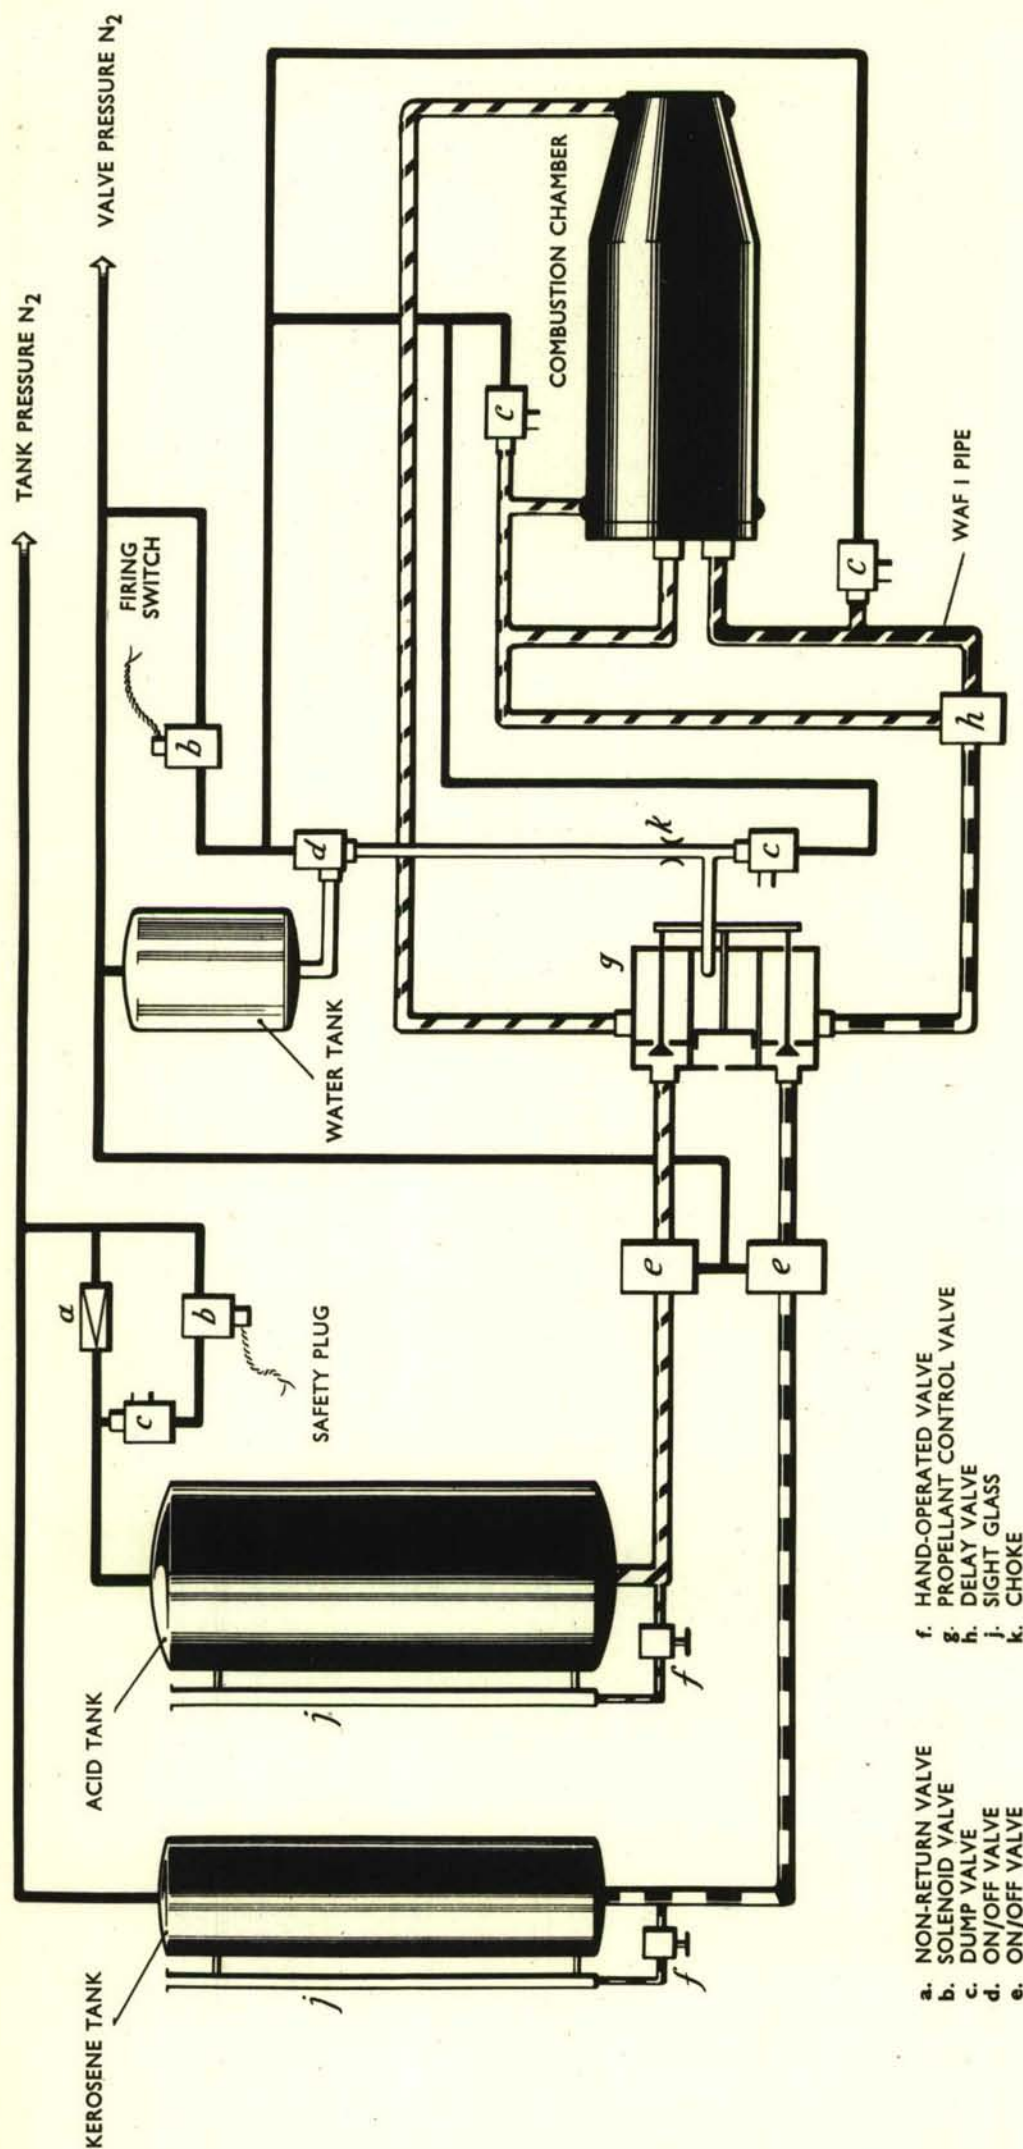 TANK PRESSURE N₂
VALVE PRESSURE N₂
FIRING
SWITCH
b
a
c
b
SAFETY PLUG
KEROSENE TANK
ACID TANK
WATER TANK
d
c
COMBUSTION CHAMBER
j
j
f
f
e
e
g
k
c
h
c
WAF I PIPE
a. NON-RETURN VALVE
b. SOLENOID VALVE
c. DUMP VALVE
d. ON/OFF VALVE
e. ON/OFF VALVE
f. HAND-OPERATED VALVE
g. PROPELLANT CONTROL VALVE
h. DELAY VALVE
j. SIGHT GLASS
k. CHOKE